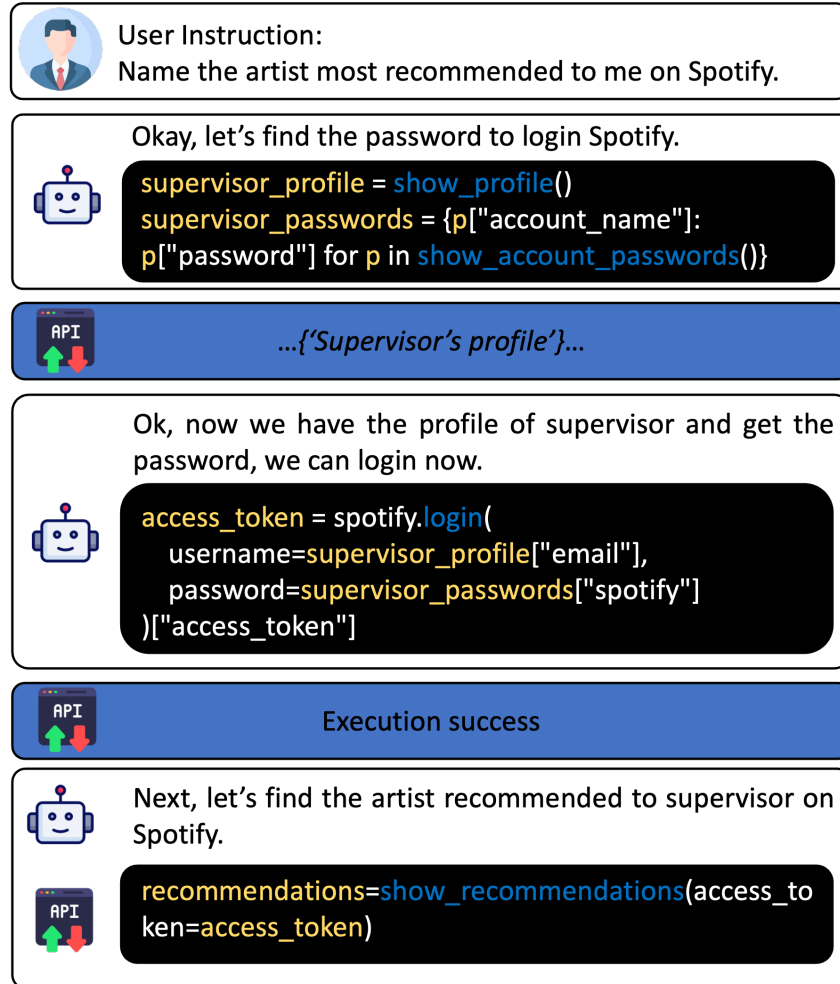 User Instruction:
Name the artist most recommended to me on Spotify.
Okay, let’s find the password to login Spotify.
supervisor_profile = show_profile()
supervisor_passwords = {p["account_name"]:
p["password"] for p in show_account_passwords()}
API
...{‘Supervisor’s profile’}...
Ok, now we have the profile of supervisor and get the
password, we can login now.
access_token = spotify.login(
username=supervisor_profile["email"],
password=supervisor_passwords["spotify"]
)["access_token"]
API
Execution success
Next, let’s find the artist recommended to supervisor on
Spotify.
API
recommendations=show_recommendations(access_to
ken=access_token)